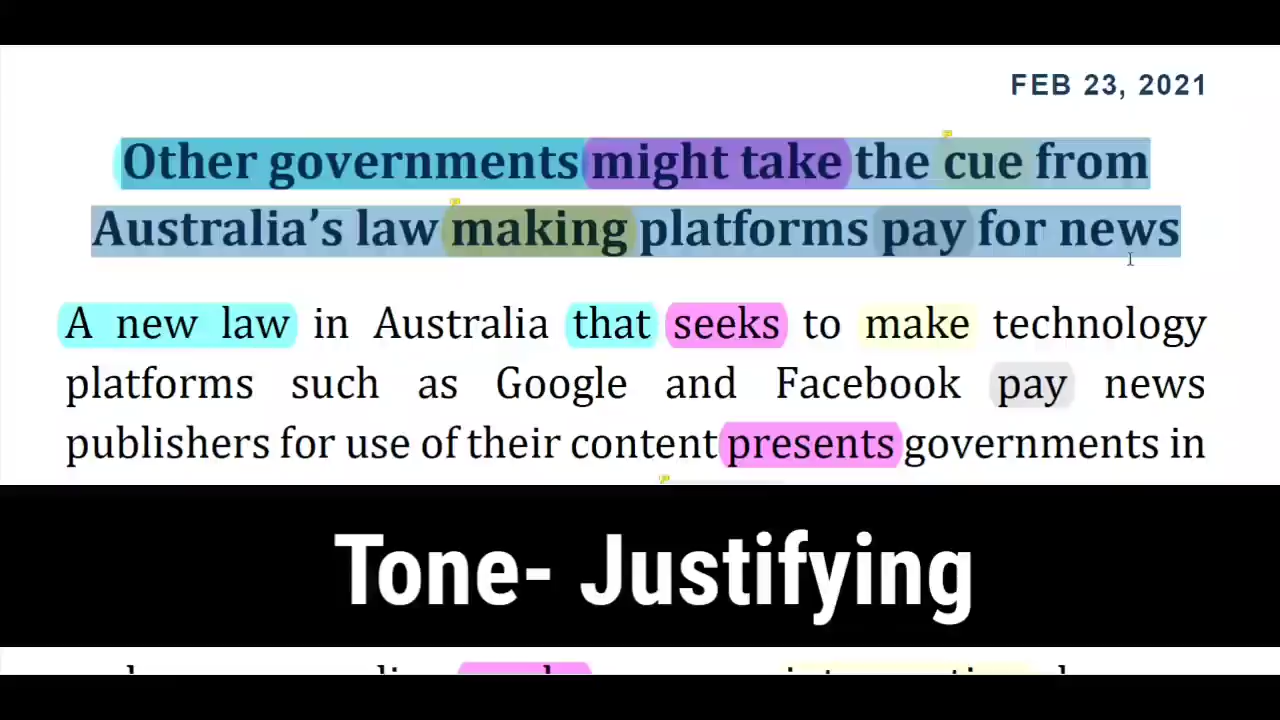 FEB 23, 2021
Other governments might take the cue from
Australia’s law making platforms pay for news
A new law in Australia that seeks to make technology
platforms such as Google and Facebook pay news
publishers for use of their content presents governments in
Tone- Justifying